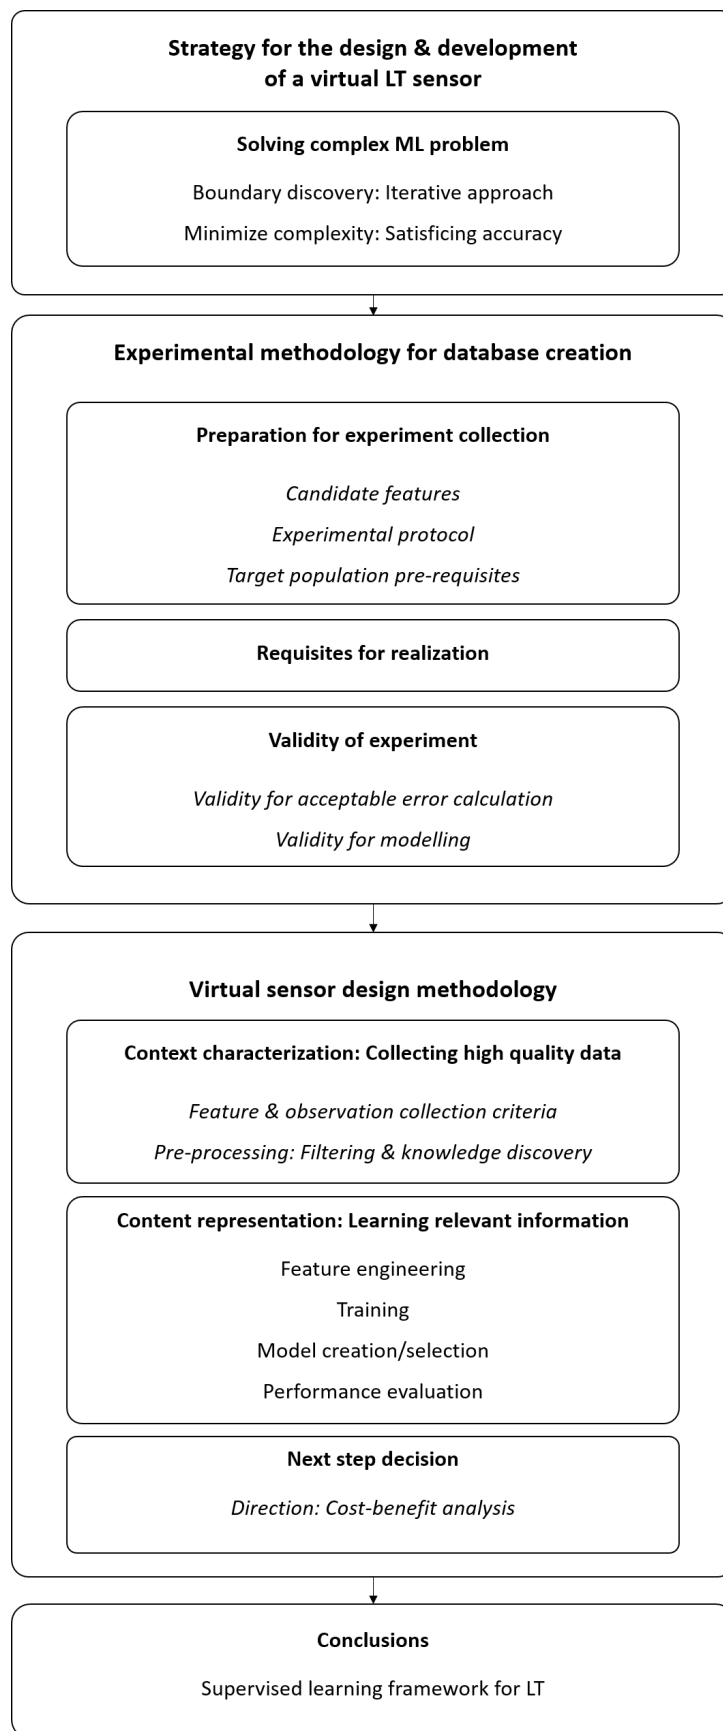 Strategy for the design & development
of a virtual LT sensor
Solving complex ML problem
Boundary discovery: Iterative approach
Minimize complexity: Satisficing accuracy
Experimental methodology for database creation
Preparation for experiment collection
Candidate features
Experimental protocol
Target population pre-requisites
Requisites for realization
Validity of experiment
Validity for acceptable error calculation
Validity for modelling
Virtual sensor design methodology
Context characterization: Collecting high quality data
Feature & observation collection criteria
Pre-processing: Filtering & knowledge discovery
Content representation: Learning relevant information
Feature engineering
Training
Model creation/selection
Performance evaluation
Next step decision
Direction: Cost-benefit analysis
Conclusions
Supervised learning framework for LT